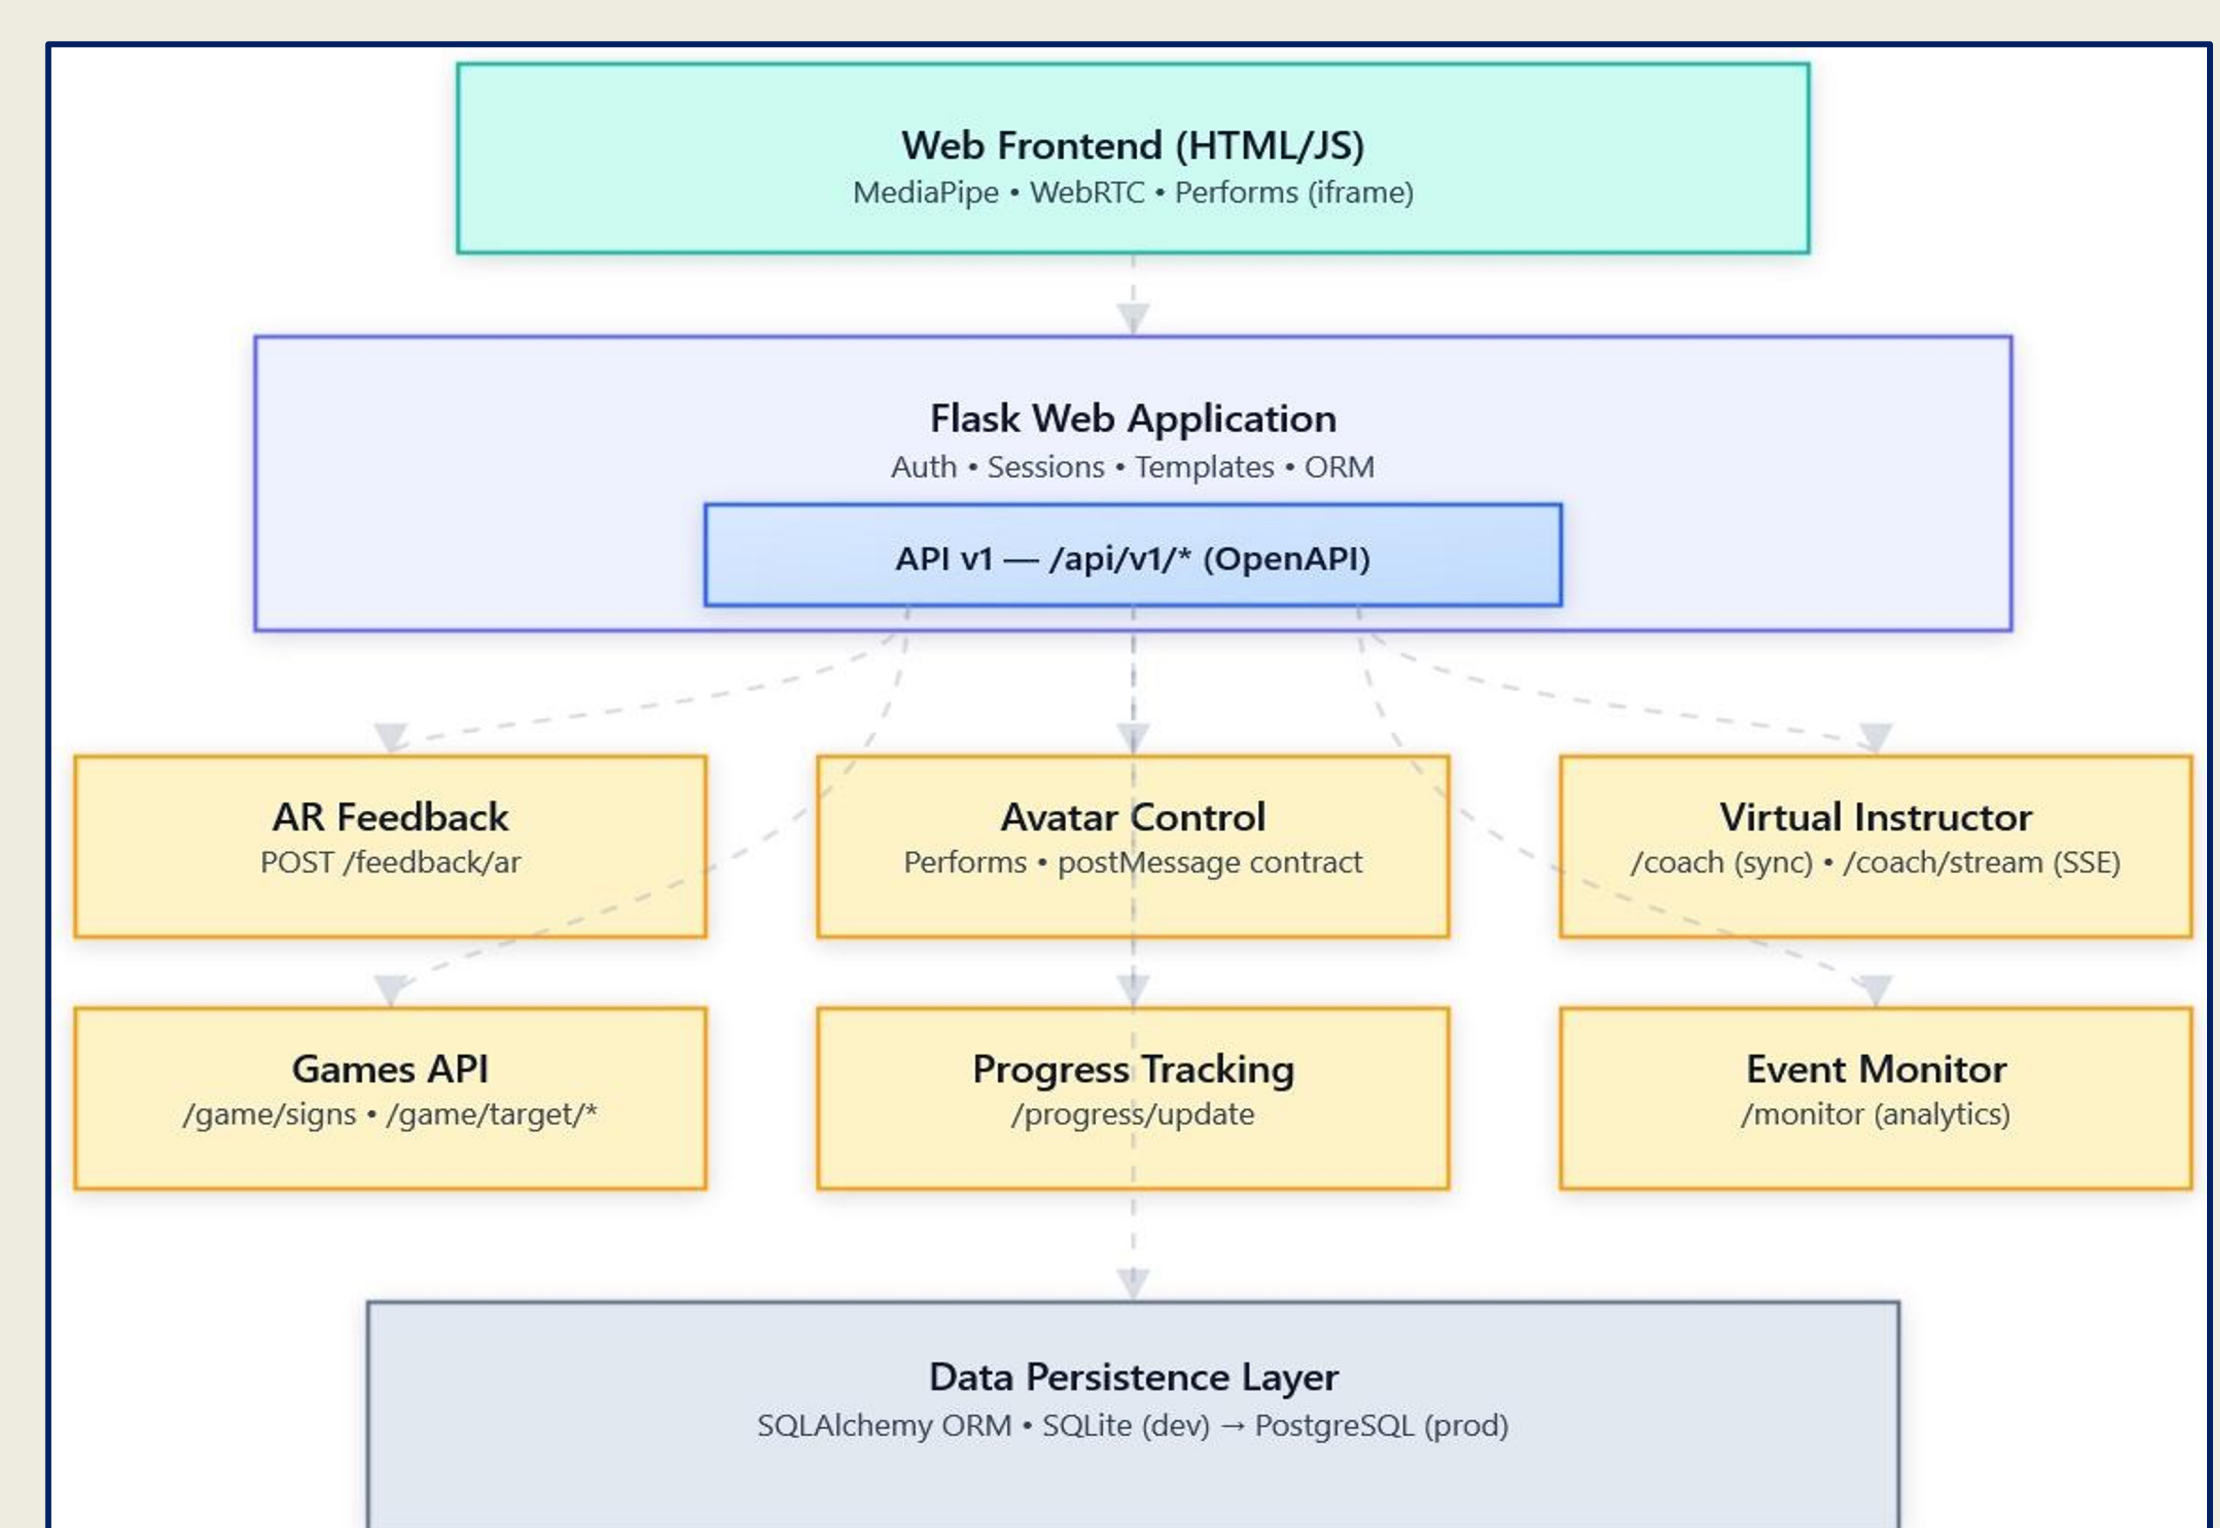 Web Frontend (HTML/JS)
MediaPipe • WebRTC • Performs (iframe)
Flask Web Application
Auth • Sessions • Templates • ORM
API v1 — /api/v1/* (OpenAPI)
AR Feedback
POST /feedback/ar
Avatar Control
Performs • postMessage contract
Virtual Instructor
/coach (sync) • /coach/stream (SSE)
Games API
/game/signs • /game/target/*
Progress Tracking
/progress/update
Event Monitor
/monitor (analytics)
Data Persistence Layer
SQLAlchemy ORM • SQLite (dev) → PostgreSQL (prod)